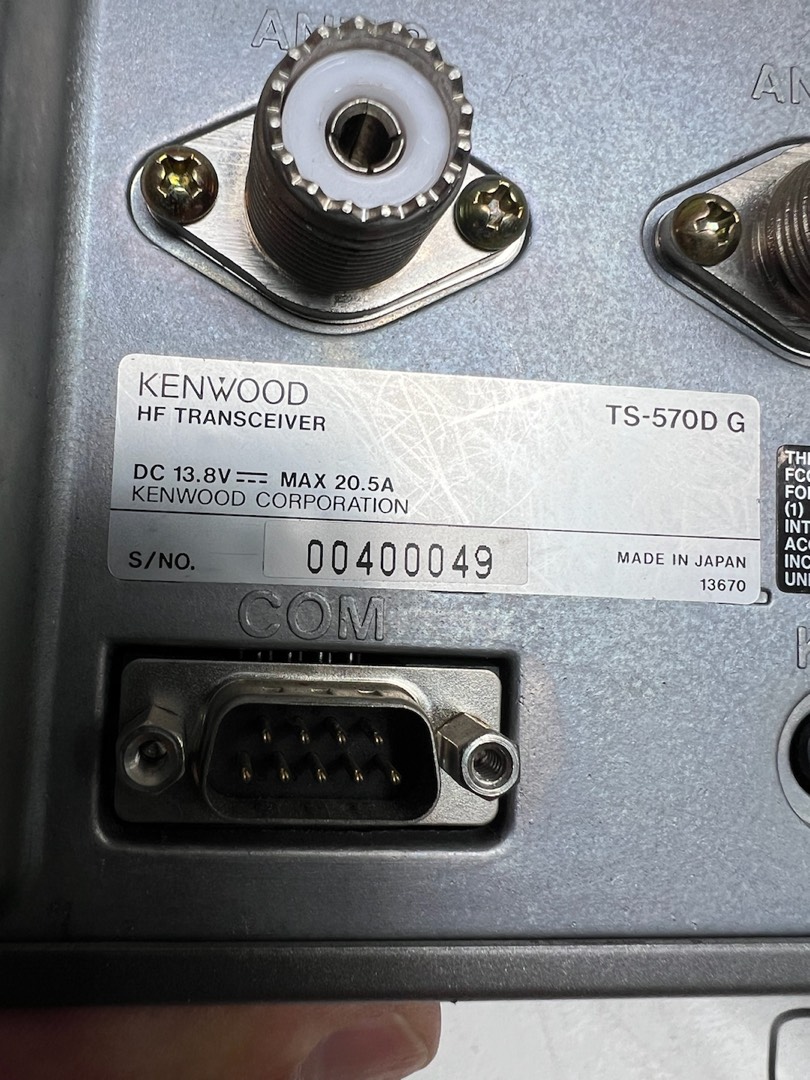 KENWOOD
HF TRANSCEIVER
TS-570D G
DC 13.8V MAX 20.5A
KENWOOD CORPORATION
S/NO. 00400049
MADE IN JAPAN
13670
COM